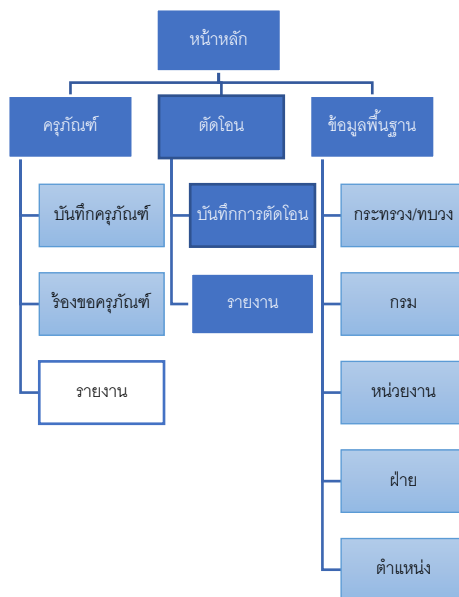 หน้าหลัก
ครุภัณฑ์
ตัดโอน
ข้อมูลพื้นฐาน
บันทึกครุภัณฑ์
บันทึกการตัดโอน
กระทรวง/ทบวง
ร้องขอครุภัณฑ์
รายงาน
กรม
รายงาน
หน่วยงาน
ฝ่าย
ตำแหน่ง